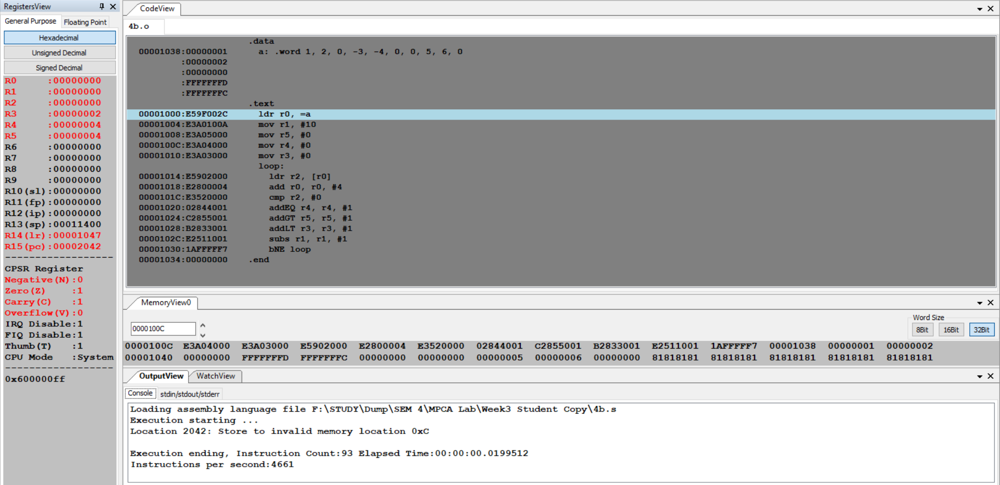 RegistersView
General Purpose Floating Point
Hexadecimal
Unsigned Decimal
Signed Decimal
R0 :00000000
R1 :00000000
R2 :00000000
R3 :00000002
R4 :00000004
R5 :00000004
R6 :00000000
R7 :00000000
R8 :00000000
R9 :00000000
R10(sl):00000000
R11(fp):00000000
R12(ip):00000000
R13(sp):00011400
R14(lr):00001047
R15(pc):00002042
------------------
CPSR Register
Negative(N):0
Zero(Z) :1
Carry(C) :1
Overflow(V):0
IRQ Disable:1
FIQ Disable:1
Thumb(T) :1
CPU Mode :System
------------------
0x600000ff
CodeView
4b.o
.data
00001038:00000001 a: .word 1, 2, 0, -3, -4, 0, 0, 5, 6, 0
:00000002
:00000000
:FFFFFFFD
:FFFFFFFC
.text
00001000:E59F002C ldr r0, =a
00001004:E3A0100A mov r1, #10
00001008:E3A05000 mov r5, #0
0000100C:E3A04000 mov r4, #0
00001010:E3A03000 mov r3, #0
loop:
00001014:E5902000 ldr r2, [r0]
00001018:E2800004 add r0, r0, #4
0000101C:E3520000 cmp r2, #0
00001020:02844001 addEQ r4, r4, #1
00001024:C2855001 addGT r5, r5, #1
00001028:B2833001 addLT r3, r3, #1
0000102C:E2511001 subs r1, r1, #1
00001030:1AFFFFF7 bNE loop
00001034:00000000 .end
MemoryView0
0000100C
Word Size
8Bit 16Bit 32Bit
0000100C E3A04000 E3A03000 E5902000 E2800004 E3520000 02844001 C2855001 B2833001 E2511001 1AFFFFF7 00001038 00000001 00000002
00001040 00000000 FFFFFFFD FFFFFFFC 00000000 00000000 00000005 00000006 00000000 81818181 81818181 81818181 81818181 81818181
OutputView WatchView
Console stdin/stdout/stderr
Loading assembly language file F:\STUDY\Dump\SEM 4\MPCA Lab\Week3 Student Copy\4b.s
Execution starting ...
Location 2042: Store to invalid memory location 0xC
Execution ending, Instruction Count:93 Elapsed Time:00:00:00.0199512
Instructions per second:4661